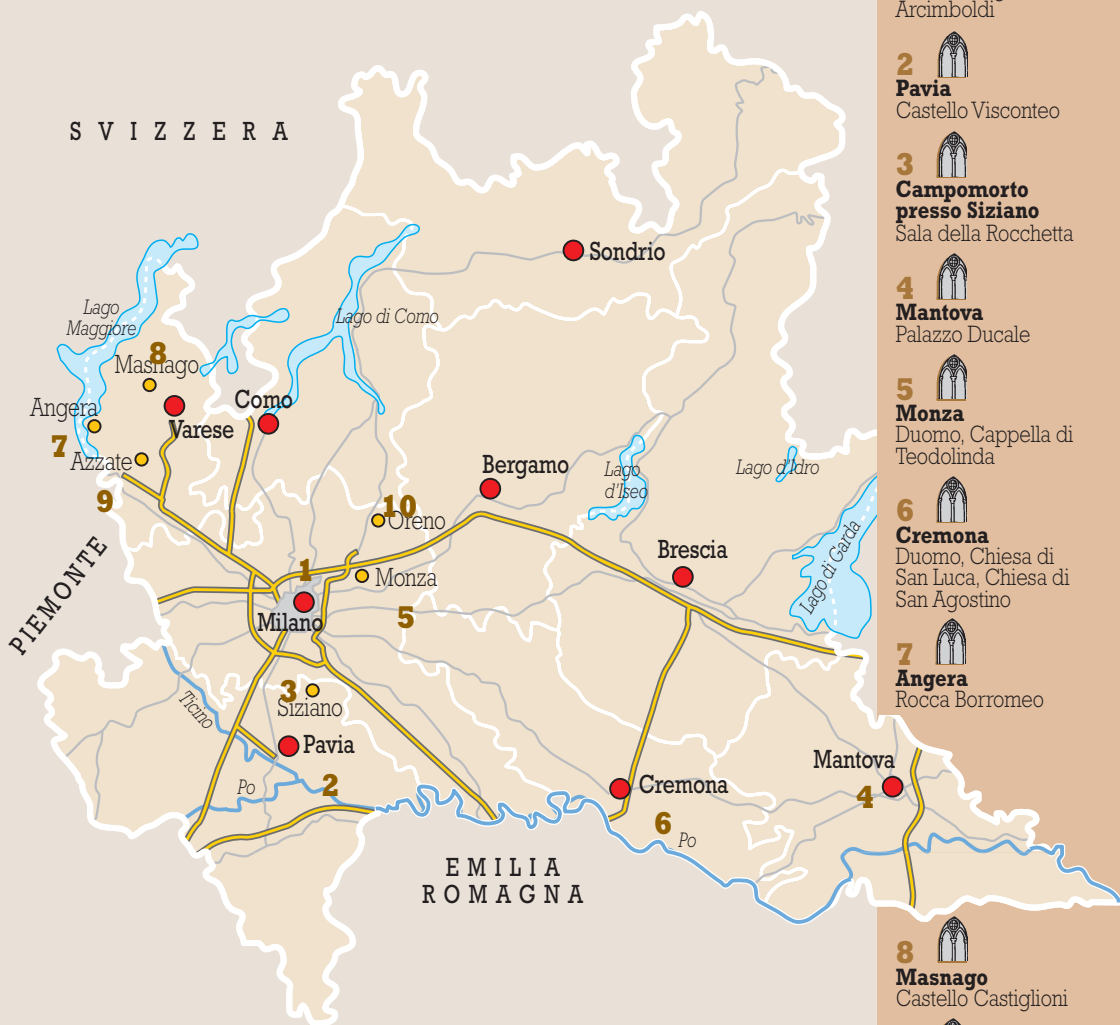 SVIZZERA
Sondrio
Lago
Maggiore
Lago di Como
8
Masnago
Angera
Como
7
Varese
Azzate
Bergamo
Lago
d'Iseo
Lago d'Idro
9
10
Oreno
PIEMONTE
Brescia
Lago di Garda
1
Monza
Milano
5
3
Siziano
Ticino
Pavia
Po
2
Mantova
4
Cremona
6
Po
EMILIA
ROMAGNA
Arcimboldi
2
Pavia
Castello Visconteo
3
Campomorto
presso Siziano
Sala della Rocchetta
4
Mantova
Palazzo Ducale
5
Monza
Duomo, Cappella di
Teodolinda
6
Cremona
Duomo, Chiesa di
San Luca, Chiesa di
San Agostino
7
Angera
Rocca Borromeo
8
Masnago
Castello Castiglioni